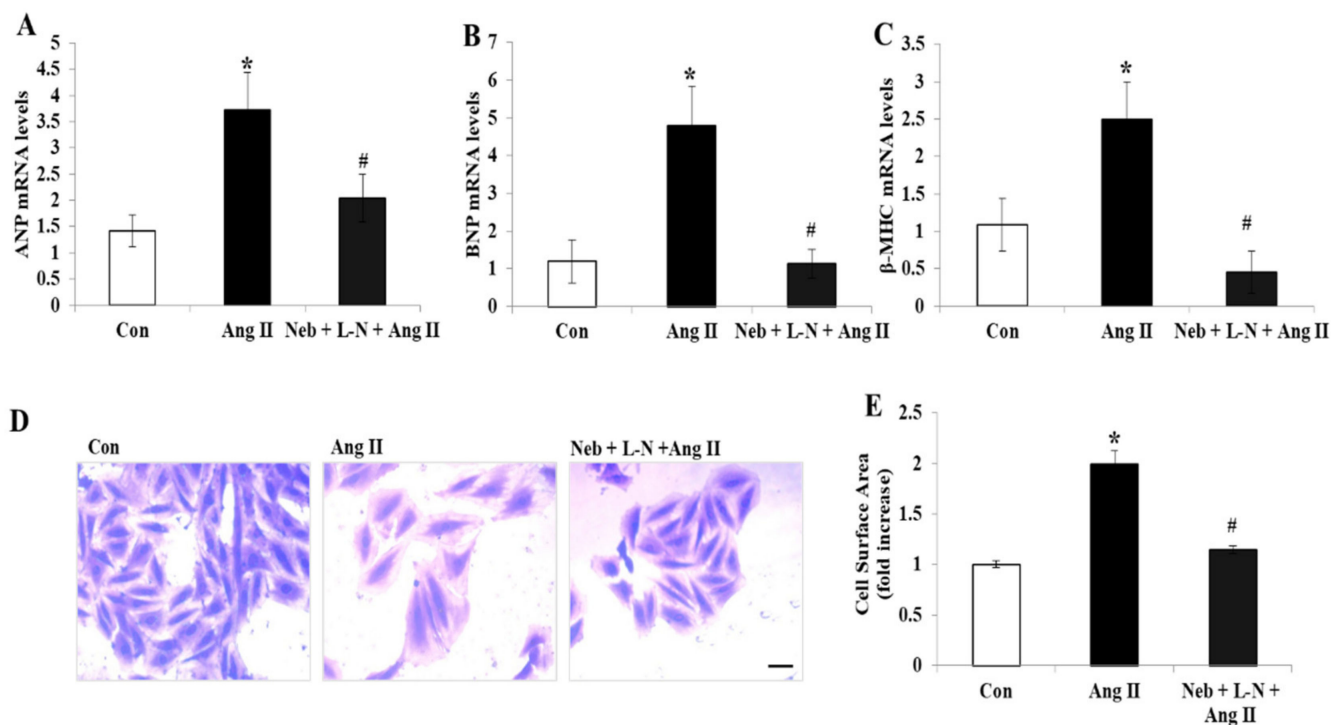 A
ANP mRNA levels
5
4.5
4
3.5
3
2.5
2
1.5
1
0.5
0
*
#
Con
Ang II
Neb + L-N + Ang II
B
BNP mRNA levels
7
6
5
4
3
2
1
0
*
#
Con
Ang II
Neb + L-N + Ang II
C
β-MHC mRNA levels
3.5
3
2.5
2
1.5
1
0.5
0
*
#
Con
Ang II
Neb + L-N + Ang II
D
Con
Ang II
Neb + L-N +Ang II
E
Cell Surface Area
(fold increase)
2.5
2
1.5
1
0.5
0
*
#
Con
Ang II
Neb + L-N +
Ang II